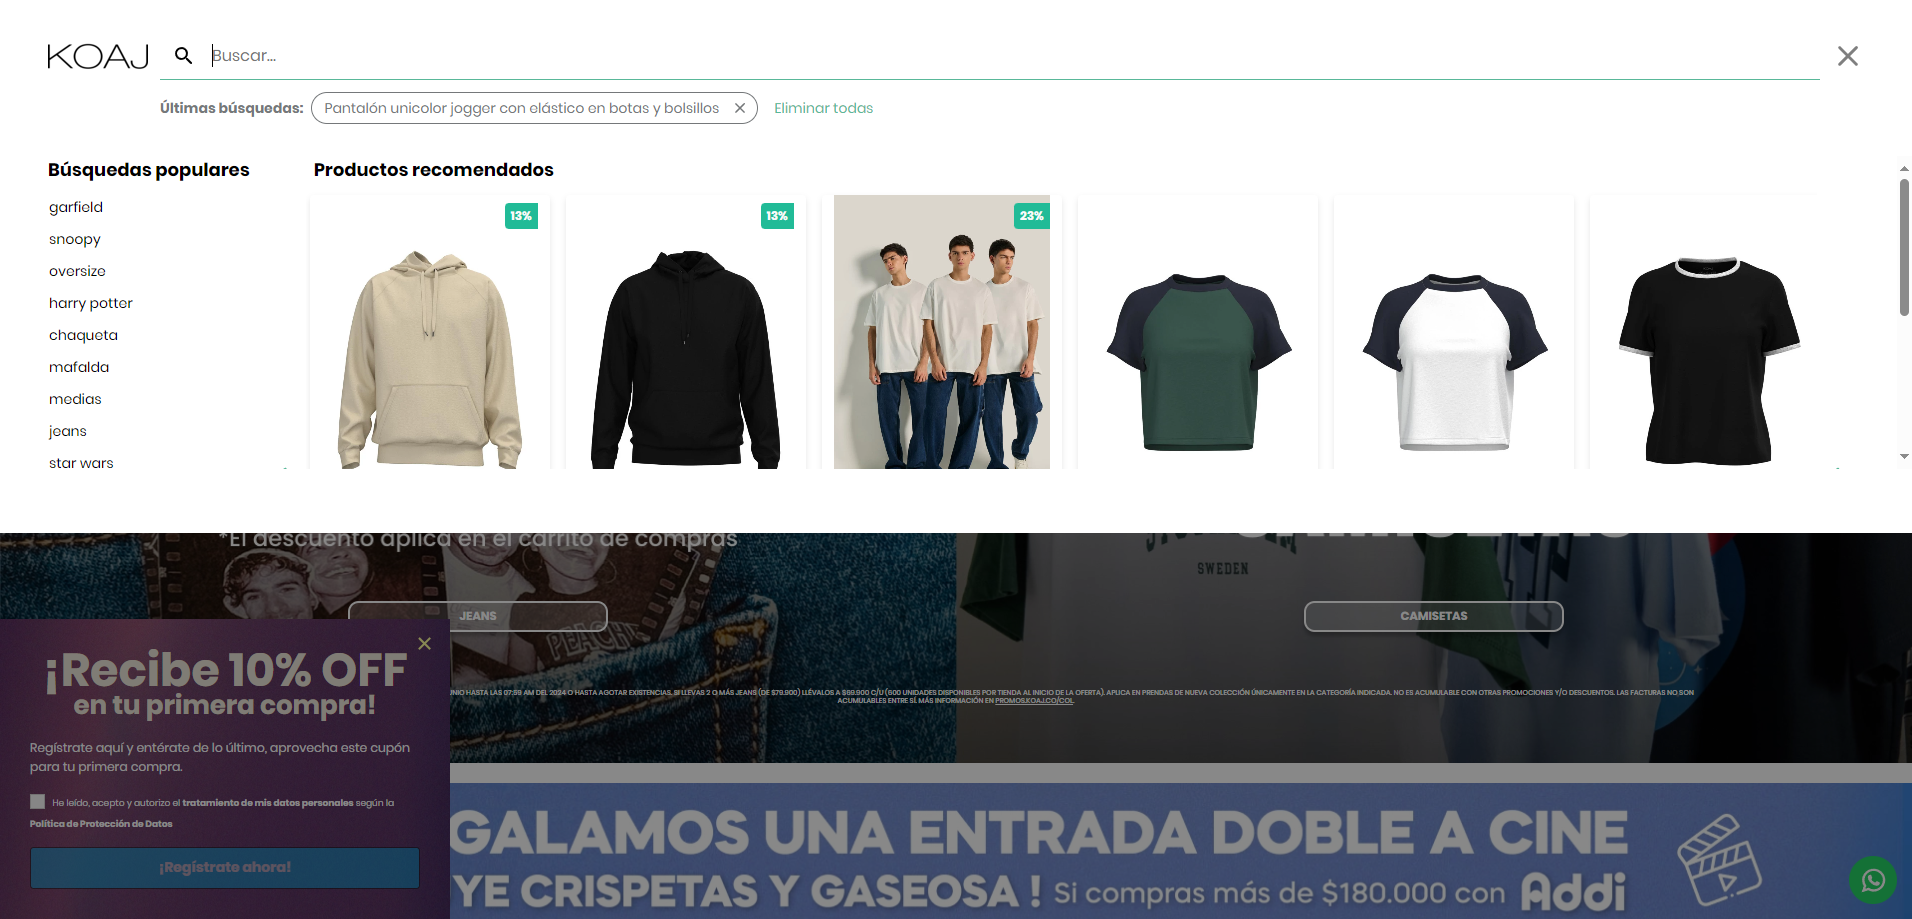 KOAJ
Buscar...
Últimas búsquedas:
Pantalón unicolor jogger con elástico en botas y bolsillos
Eliminar todas
Búsquedas populares
garfield
snoopy
oversize
harry potter
chaqueta
mafalda
medias
jeans
star wars
Productos recomendados
13%
13%
23%
*El descuento aplica en el carrito de compras
SWEDEN
JEANS
CAMISETAS
PEACH
¡Recibe 10% OFF
en tu primera compra!
Regístrate aquí y entérate de lo último, aprovecha este cupón
para tu primera compra.
He leído, acepto y autorizo el tratamiento de mis datos personales según la
Política de Protección de Datos
¡Regístrate ahora!
HASTA LAS 07:59 AM DEL 2024 O HASTA AGOTAR EXISTENCIAS. SI LLEVAS 2 O MÁS JEANS (DE $79.900) LLÉVALOS A $69.900 C/U (600 UNIDADES DISPONIBLES POR TIENDA AL INICIO DE LA OFERTA). APLICA EN PRENDAS DE NUEVA COLECCIÓN ÚNICAMENTE EN LA CATEGORÍA INDICADA. NO ES ACUMULABLE CON OTRAS PROMOCIONES Y/O DESCUENTOS. LAS FACTURAS NO SON
ACUMULABLES ENTRE SÍ. MÁS INFORMACIÓN EN PROMOS.KOAJ.CO/COL.
GALAMOS UNA ENTRADA DOBLE A CINE
YE CRISPETAS Y GASEOSA ! Si compras más de $180.000 con Addi